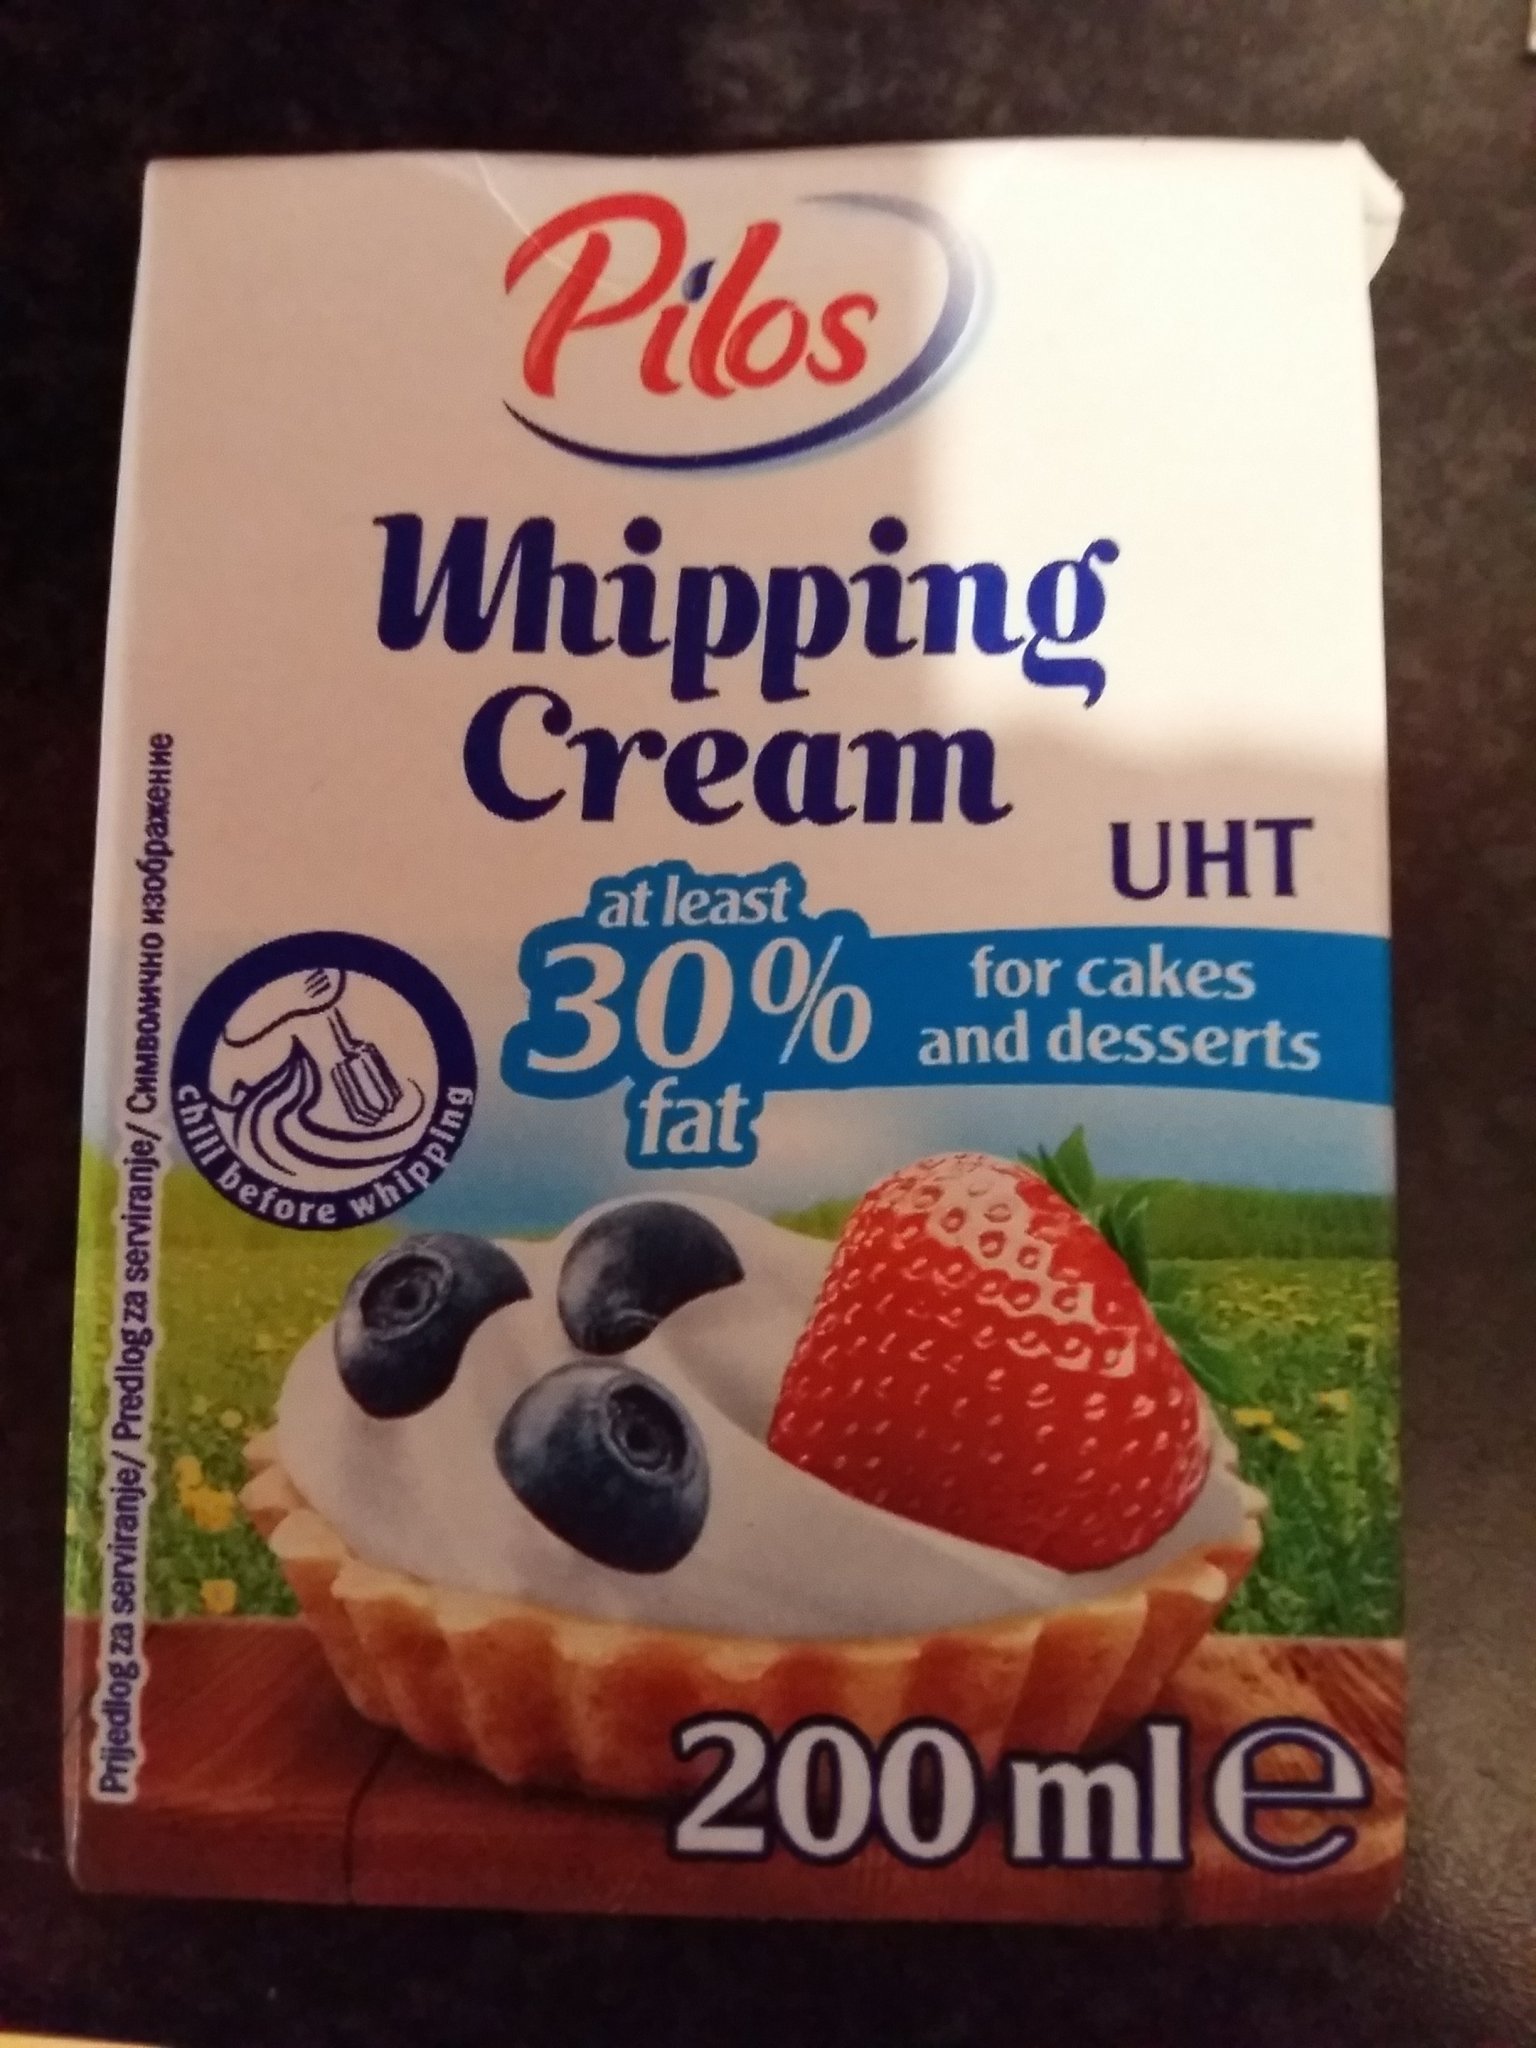 Pilos
Whipping
Cream
UHT
at least
30%
fat
for cakes
and desserts
chill before whipping
Prijedlog za serviranje/ Predlog za serviranje/ Символично изображение
200 ml e